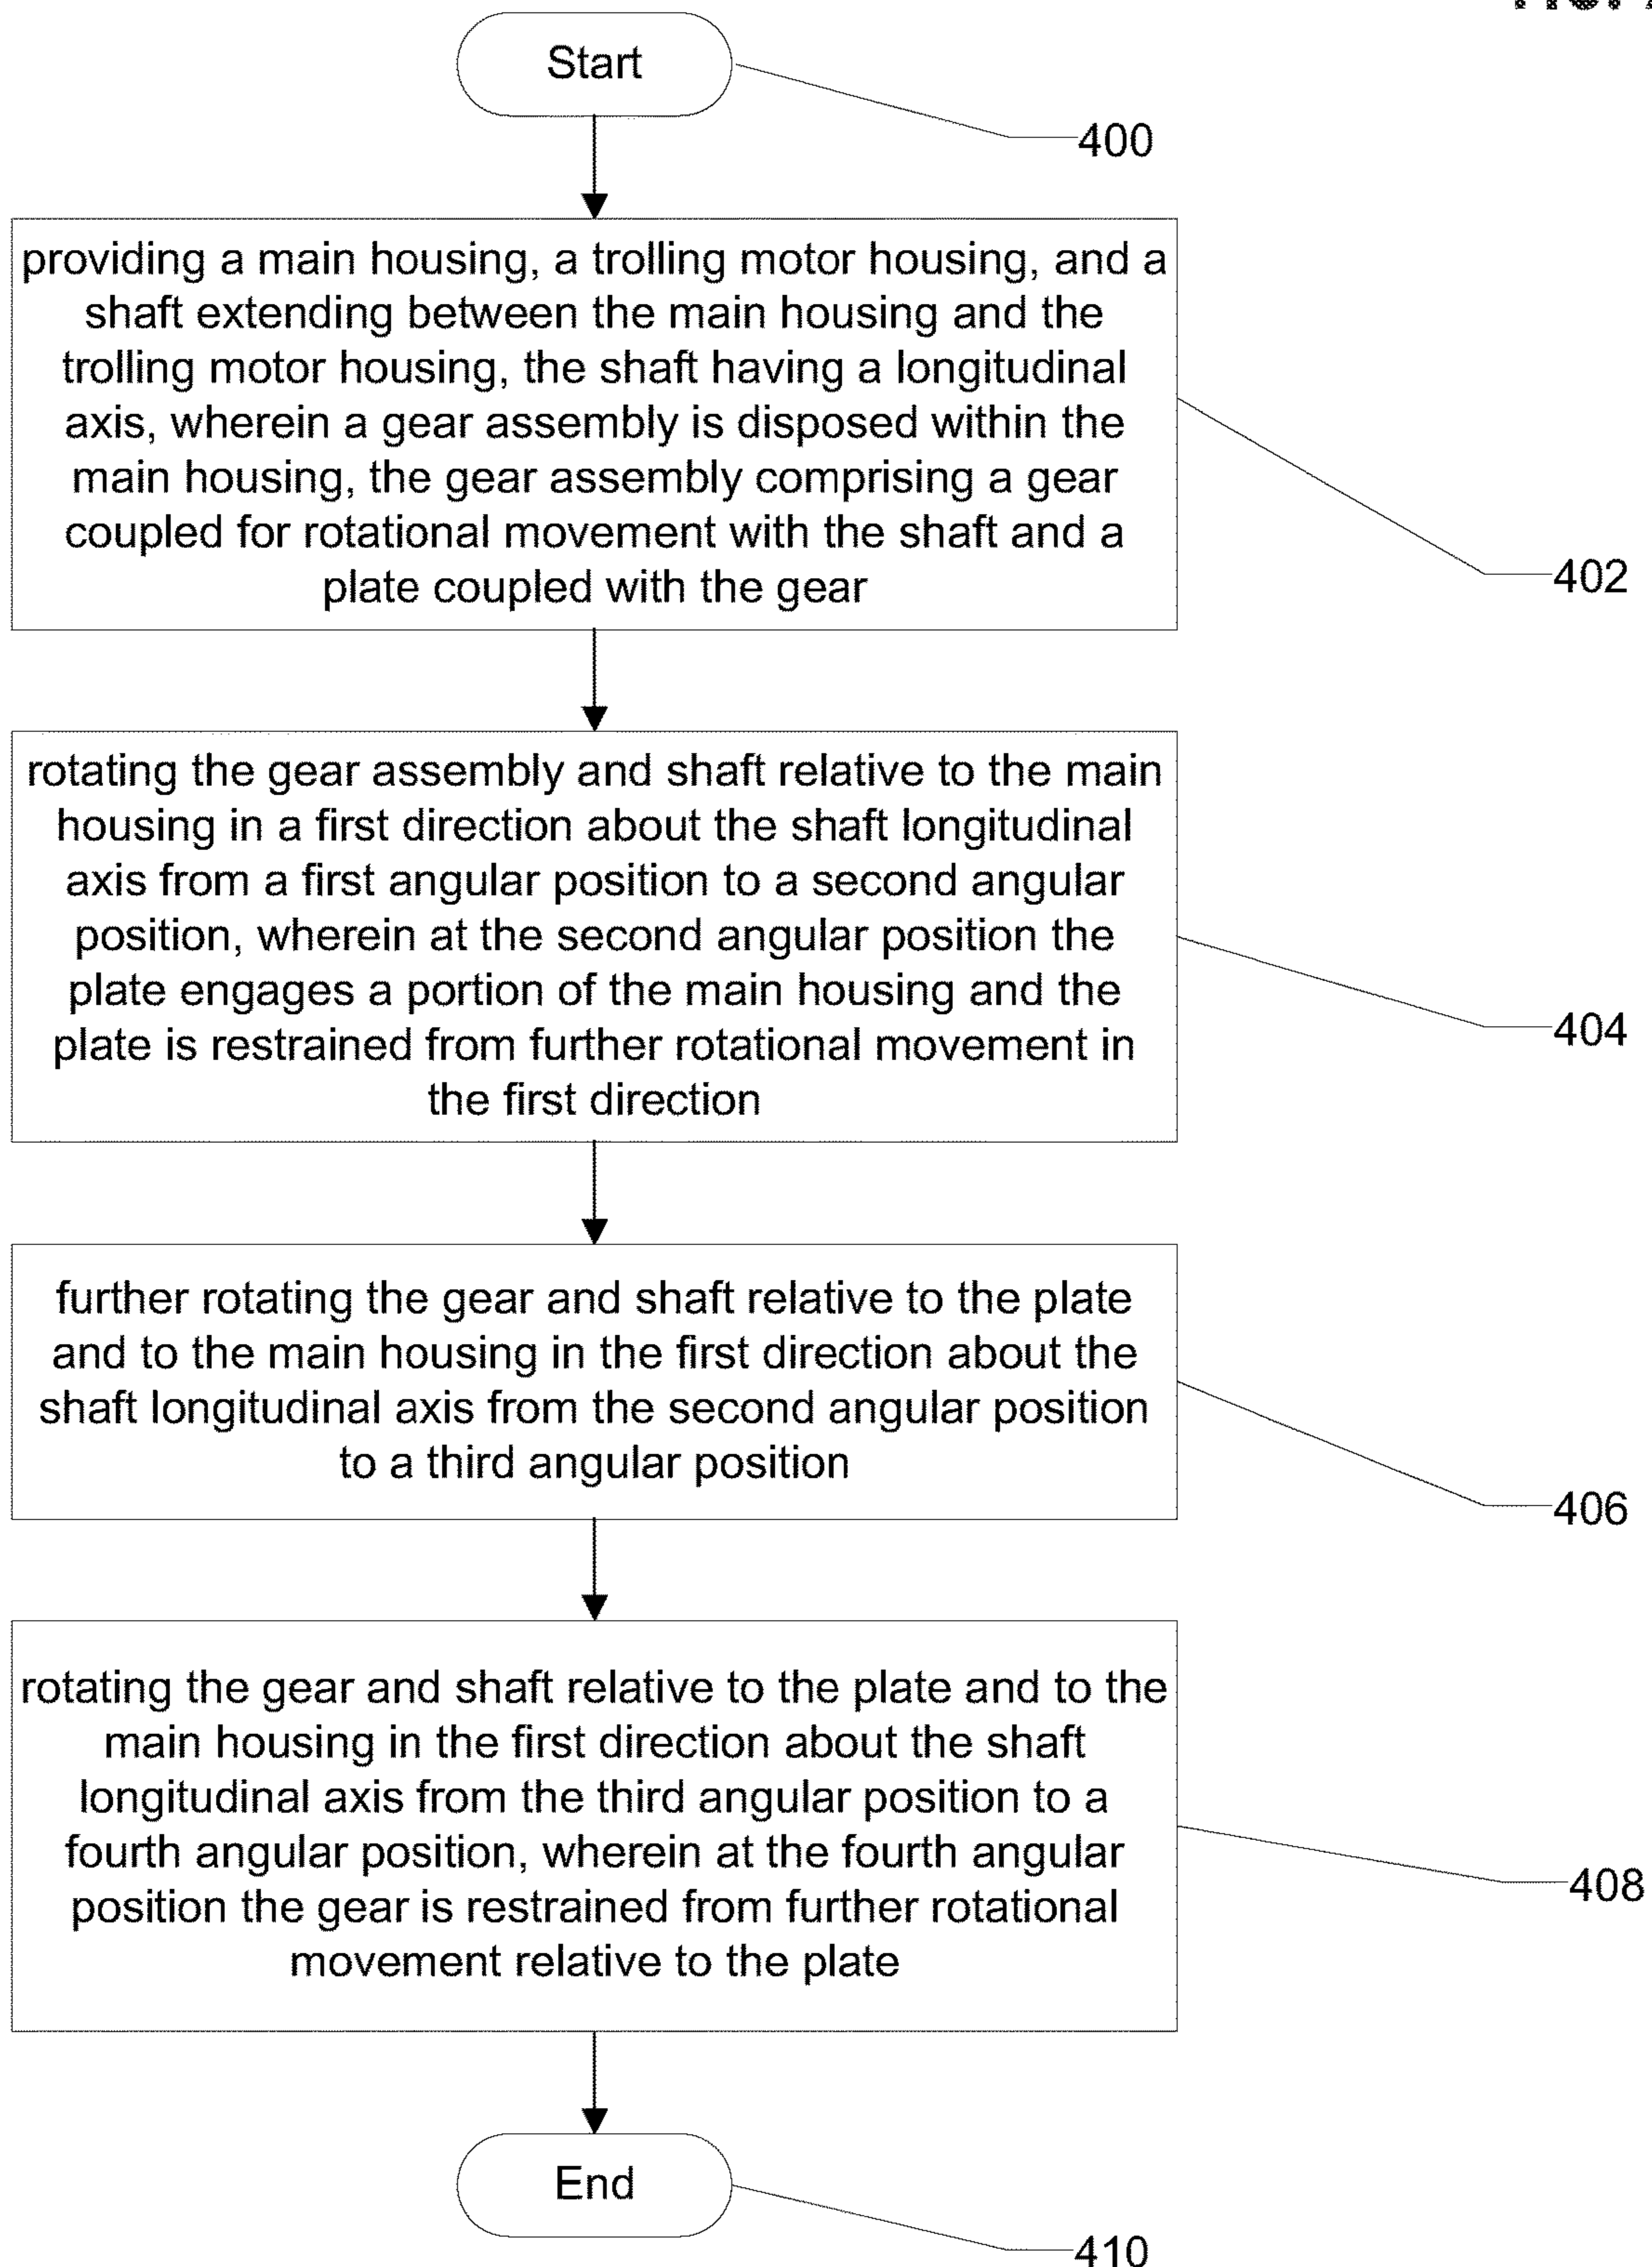 Start
400
providing a main housing, a trolling motor housing, and a
shaft extending between the main housing and the
trolling motor housing, the shaft having a longitudinal
axis, wherein a gear assembly is disposed within the
main housing, the gear assembly comprising a gear
coupled for rotational movement with the shaft and a
plate coupled with the gear
402
rotating the gear assembly and shaft relative to the main
housing in a first direction about the shaft longitudinal
axis from a first angular position to a second angular
position, wherein at the second angular position the
plate engages a portion of the main housing and the
plate is restrained from further rotational movement in
the first direction
404
further rotating the gear and shaft relative to the plate
and to the main housing in the first direction about the
shaft longitudinal axis from the second angular position
to a third angular position
406
rotating the gear and shaft relative to the plate and to the
main housing in the first direction about the shaft
longitudinal axis from the third angular position to a
fourth angular position, wherein at the fourth angular
position the gear is restrained from further rotational
movement relative to the plate
408
End
410